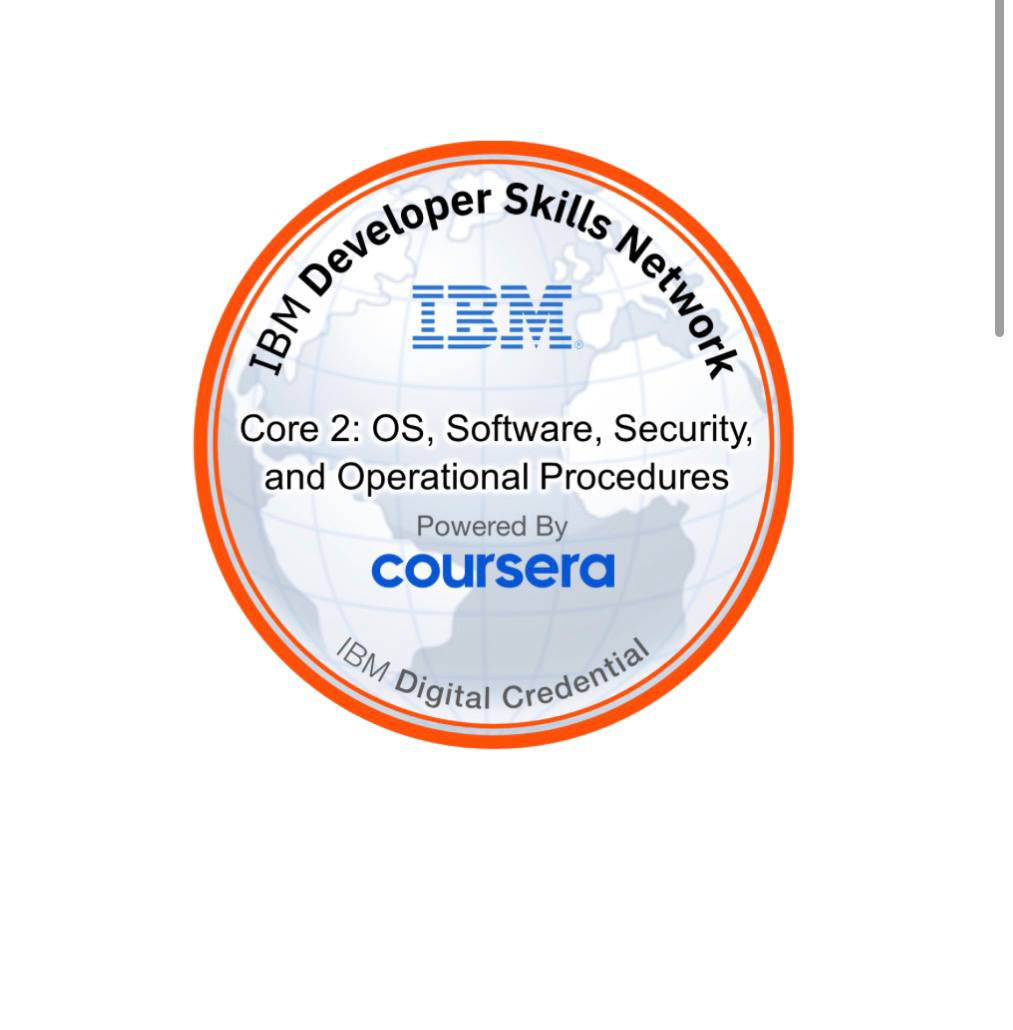 IBM Developer Skills Network
IBM®
Core 2: OS, Software, Security,
and Operational Procedures
Powered By
coursera
IBM Digital Credential